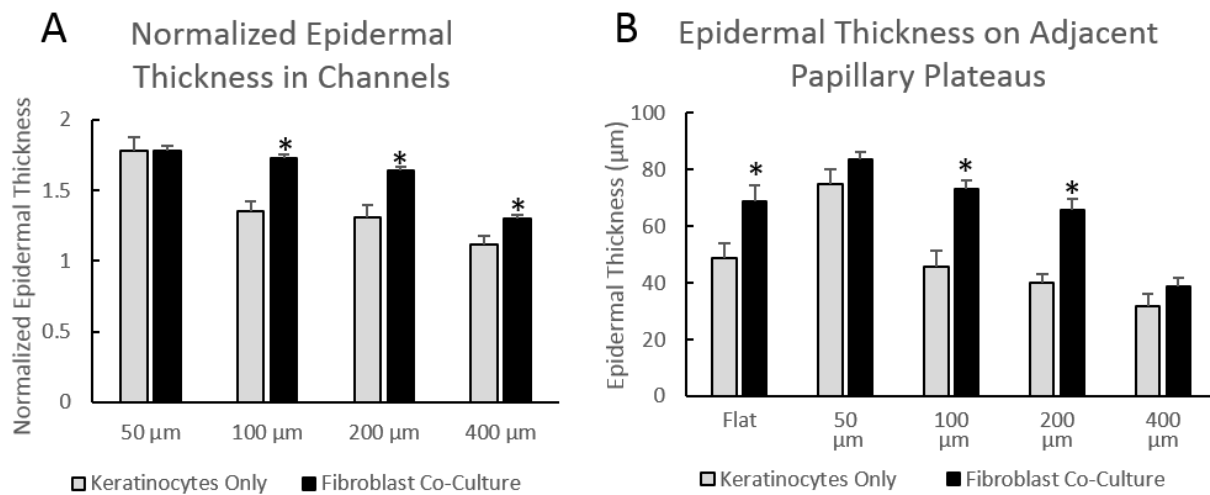 A
Normalized Epidermal
Thickness in Channels
Normalized Epidermal Thickness
2
1.5
1
0.5
0
*
*
*
50 µm
100 µm
200 µm
400 µm
Keratinocytes Only
Fibroblast Co-Culture
B
Epidermal Thickness on Adjacent
Papillary Plateaus
Epidermal Thickness (µm)
100
80
60
40
20
0
*
*
*
Flat
50
µm
100
µm
200
µm
400
µm
Keratinocytes Only
Fibroblast Co-Culture